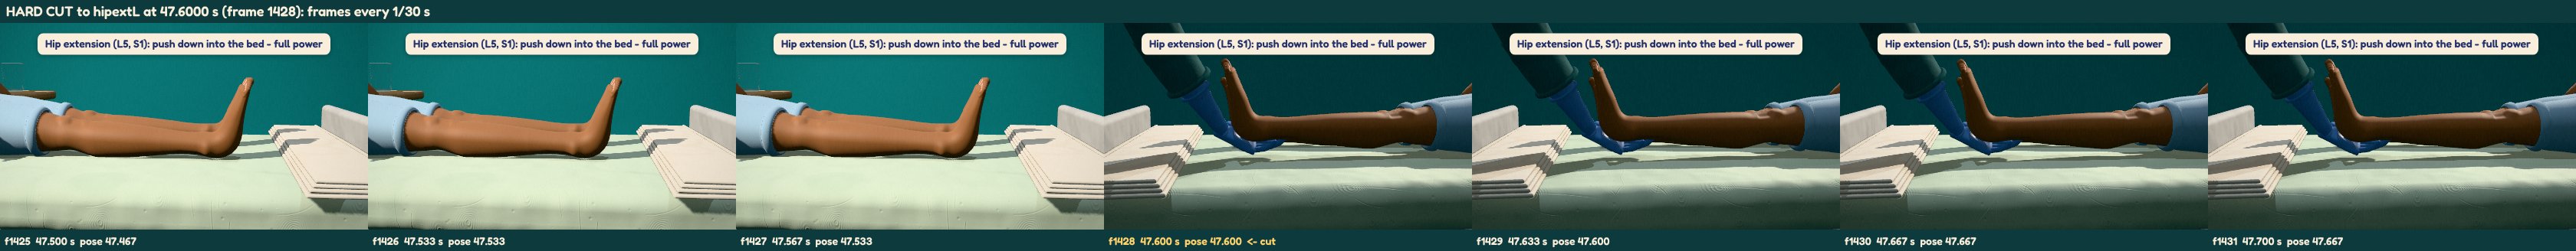 HARD CUT to hipextL at 47.6000 s (frame 1428): frames every 1/30 s
Hip extension (L5, S1): push down into the bed - full power
Hip extension (L5, S1): push down into the bed - full power
Hip extension (L5, S1): push down into the bed - full power
Hip extension (L5, S1): push down into the bed - full power
Hip extension (L5, S1): push down into the bed - full power
Hip extension (L5, S1): push down into the bed - full power
Hip extension (L5, S1): push down into the bed - full power
f1425 47.500 s pose 47.467
f1426 47.533 s pose 47.533
f1427 47.567 s pose 47.533
f1428 47.600 s pose 47.600 <- cut
f1429 47.633 s pose 47.600
f1430 47.667 s pose 47.667
f1431 47.700 s pose 47.667